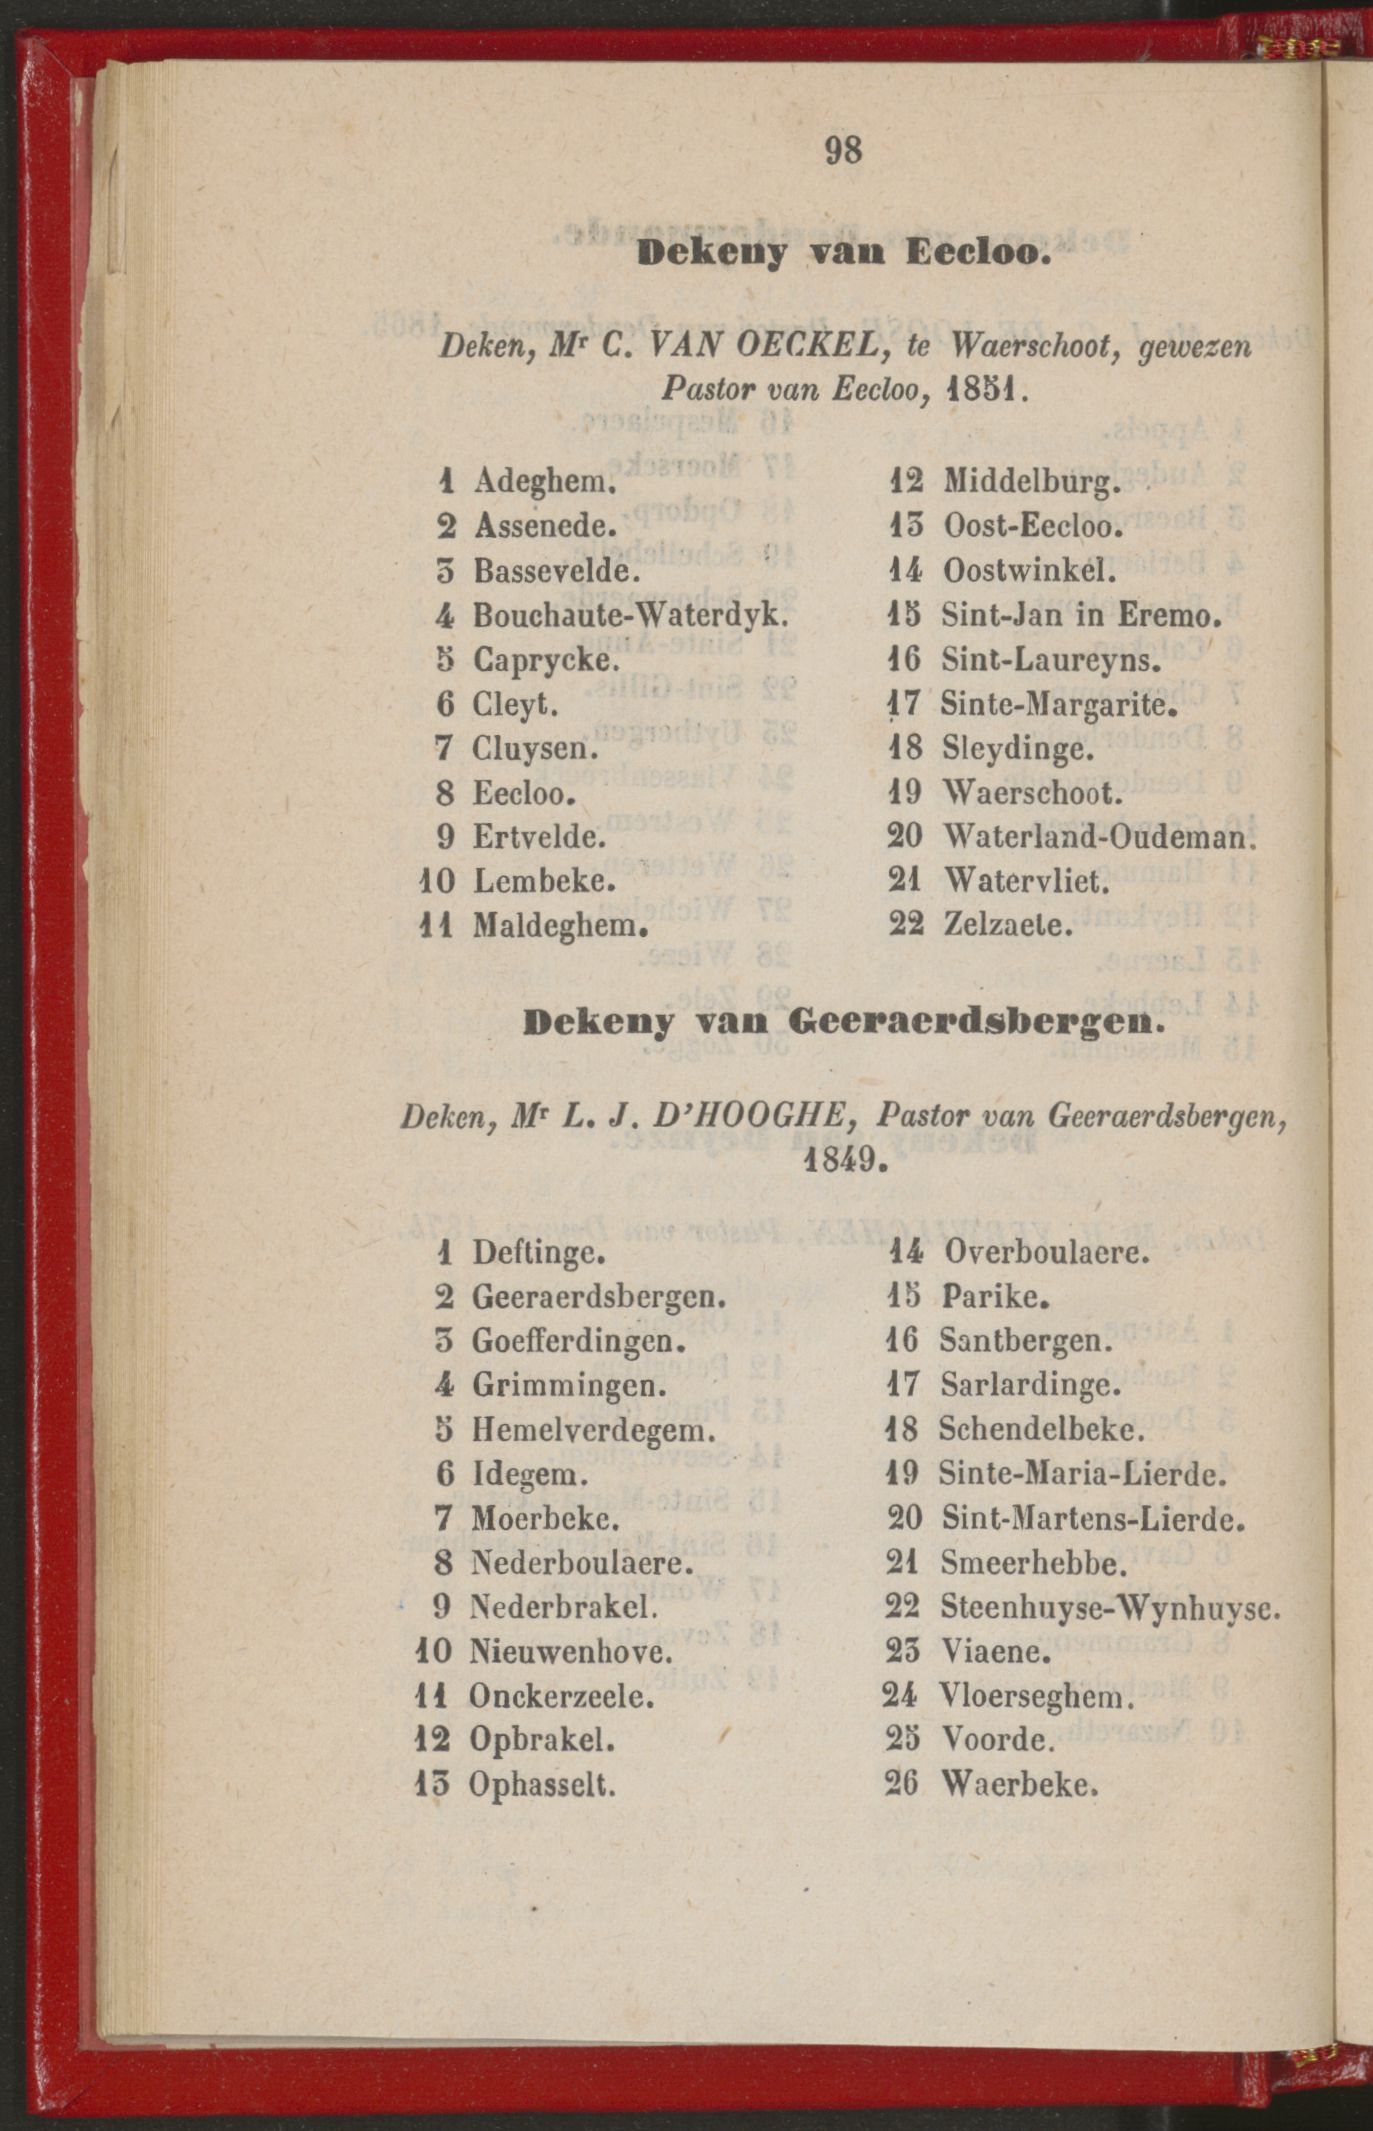 98
Dekeny van Eecloo.
Deken, Mr C. VAN OECKEL, te Waerschoot, gewezen
Pastor van Eecloo, 1851.
1 Adeghem.
2 Assenede.
3 Bassevelde.
4 Bouchaute-Waterdyk.
5 Caprycke.
6 Cleyt.
7 Cluysen.
8 Eecloo.
9 Ertvelde.
10 Lembeke.
11 Maldeghem.
12 Middelburg.
13 Oost-Eecloo.
14 Oostwinkel.
15 Sint-Jan in Eremo.
16 Sint-Laureyns.
17 Sinte-Margarite.
18 Sleydinge.
19 Waerschoot.
20 Waterland-Oudeman.
21 Watervliet.
22 Zelzaete.
Dekeny van Geeraerdsbergen.
Deken, Mr L. J. D'HOOGHE, Pastor van Geeraerdsbergen,
1849.
1 Deftinge.
2 Geeraerdsbergen.
3 Goefferdingen.
4 Grimmingen.
5 Hemelverdegem.
6 Idegem.
7 Moerbeke.
8 Nederboulaere.
9 Nederbrakel.
10 Nieuwenhove.
11 Onckerzeele.
12 Opbrakel.
13 Ophasselt.
14 Overboulaere.
15 Parike.
16 Santbergen.
17 Sarlardinge.
18 Schendelbeke.
19 Sinte-Maria-Lierde.
20 Sint-Martens-Lierde.
21 Smeerhebbe.
22 Steenhuyse-Wynhuyse.
23 Viaene.
24 Vloerseghem.
25 Voorde.
26 Waerbeke.